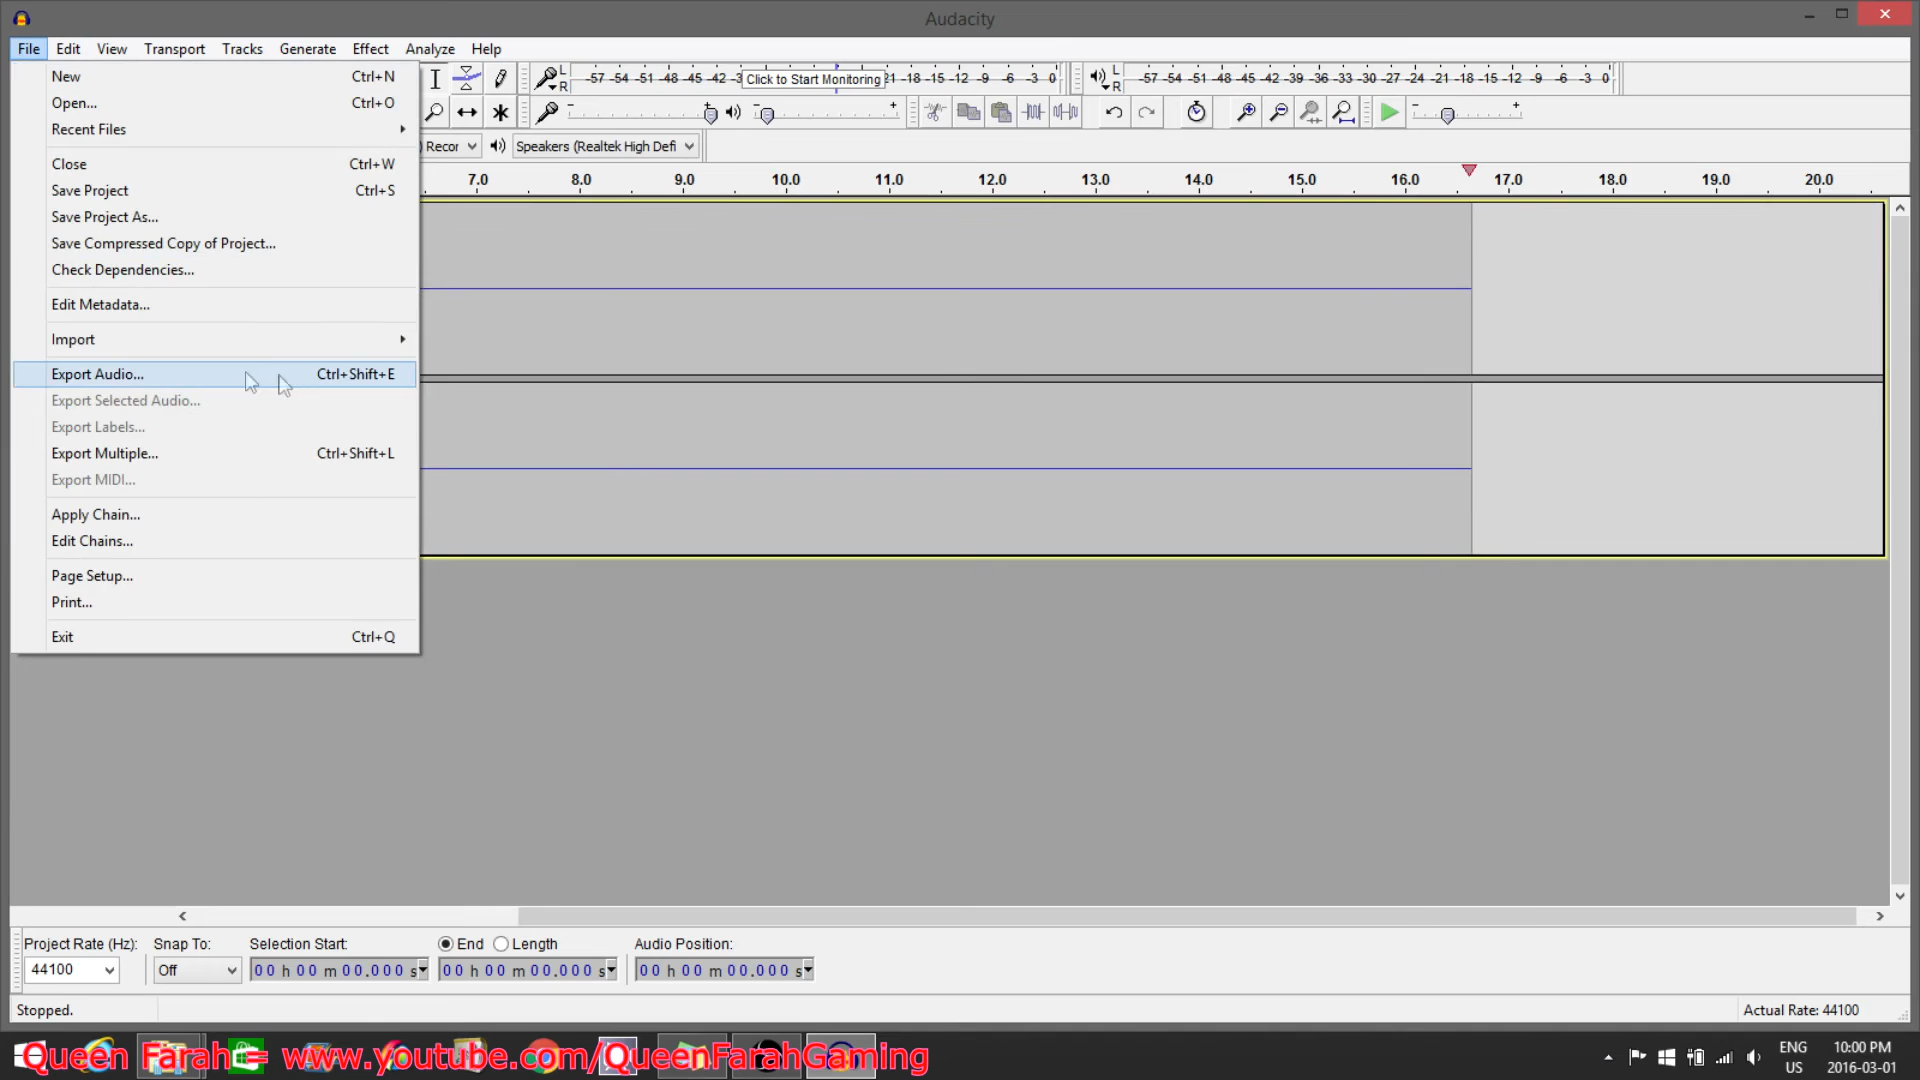 Audacity
File Edit View Transport Tracks Generate Effect Analyze Help
New Ctrl+N
Open... Ctrl+O
Recent Files
Close Ctrl+W
Save Project Ctrl+S
Save Project As...
Save Compressed Copy of Project...
Check Dependencies...
Edit Metadata...
Import
Export Audio... Ctrl+Shift+E
Export Selected Audio...
Export Labels...
Export Multiple... Ctrl+Shift+L
Export MIDI...
Apply Chain...
Edit Chains...
Page Setup...
Print...
Exit Ctrl+Q
L
R
-57 -54 -51 -48 -45 -42 Click to Start Monitoring -18 -15 -12 -9 -6 -3 0
L
R
-57 -54 -51 -48 -45 -42 -39 -36 -33 -30 -27 -24 -21 -18 -15 -12 -9 -6 -3 0
- + - + - +
) Recor Speakers (Realtek High Defi
7.0 8.0 9.0 10.0 11.0 12.0 13.0 14.0 15.0 16.0 17.0 18.0 19.0 20.0
Project Rate (Hz): Snap To: Selection Start: End Length Audio Position:
44100 Off 00 h 00 m 00.000 s 00 h 00 m 00.000 s 00 h 00 m 00.000 s
Stopped. Actual Rate: 44100
Queen Farah = www.youtube.com/QueenFarahGaming
ENG
US
10:00 PM
2016-03-01